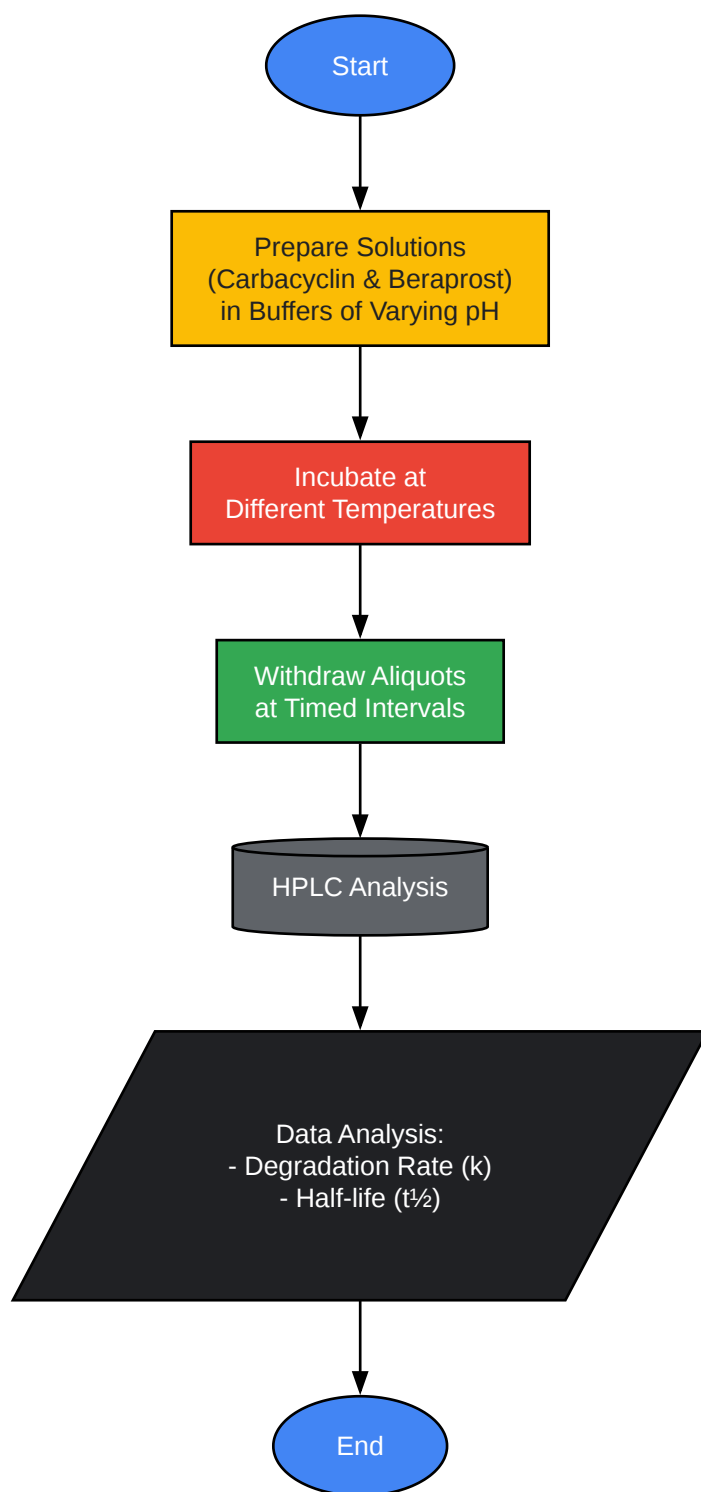 Start
Prepare Solutions
(Carbacyclin & Beraprost)
in Buffers of Varying pH
Incubate at
Different Temperatures
Withdraw Aliquots
at Timed Intervals
HPLC Analysis
Data Analysis:
- Degradation Rate (k)
- Half-life (t½)
End